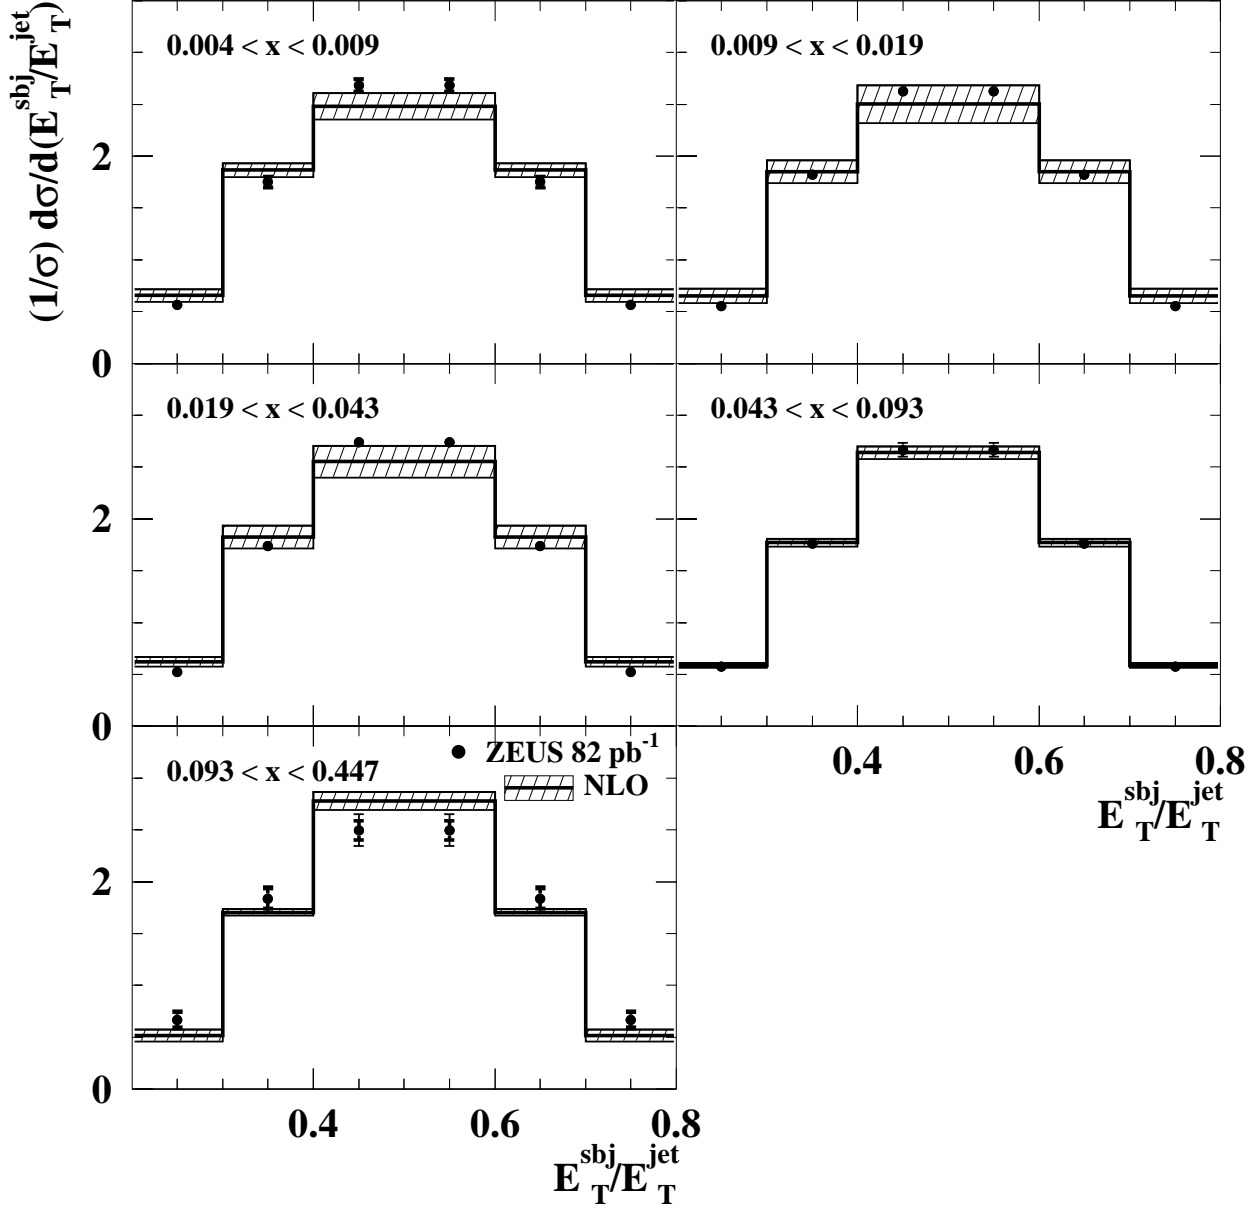 (1/σ) dσ/d(E_T^sbj/E_T^jet)
0.004 < x < 0.009
0.009 < x < 0.019
2
0
0.019 < x < 0.043
0.043 < x < 0.093
2
0
0.4 0.6 0.8
E_T^sbj/E_T^jet
ZEUS 82 pb^-1
0.093 < x < 0.447
NLO
2
0
0.4 0.6 0.8
E_T^sbj/E_T^jet